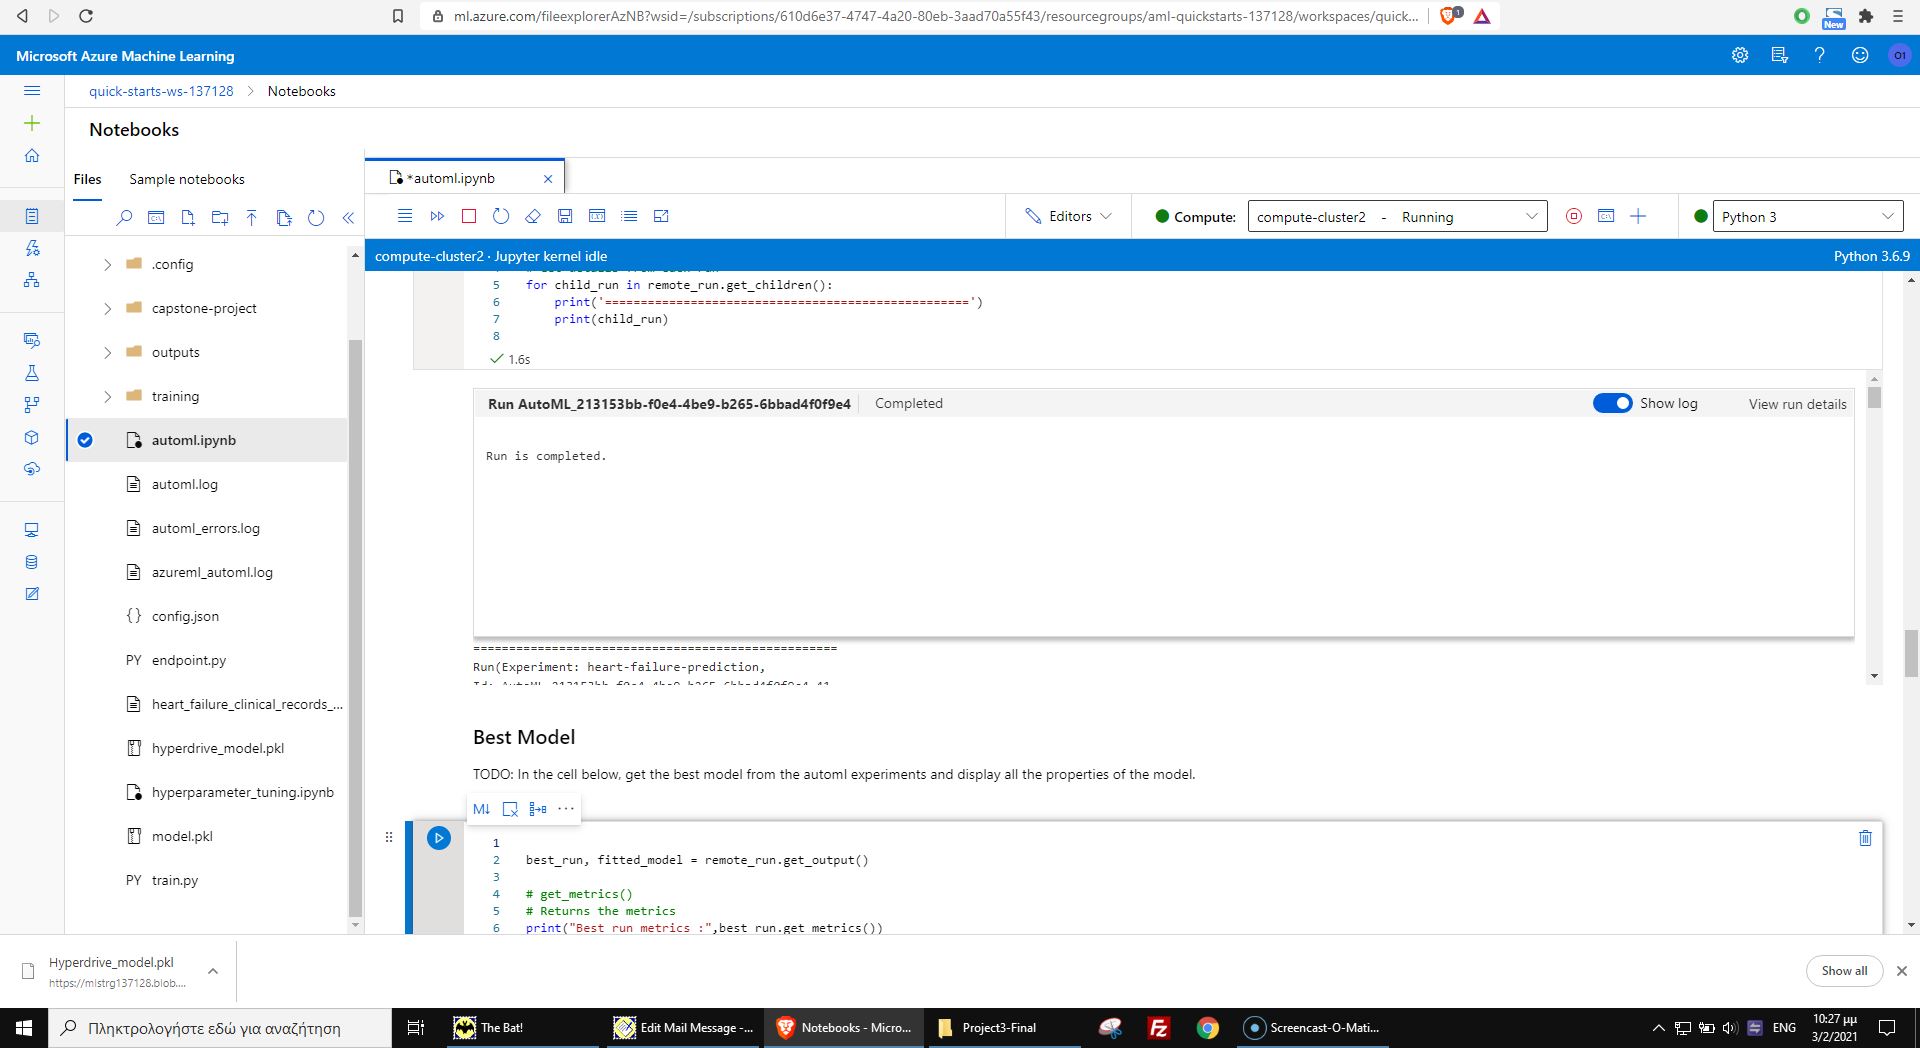 ml.azure.com/fileexplorerAzNB?wsid=/subscriptions/610d6e37-4747-4a20-80eb-3aad70a55f43/resourcegroups/aml-quickstarts-137128/workspaces/quick...
1
New
Microsoft Azure Machine Learning
O1
quick-starts-ws-137128 > Notebooks
Notebooks
Files
Sample notebooks
*automl.ipynb
Editors
Compute:
compute-cluster2 - Running
Python 3
compute-cluster2 · Jupyter kernel idle
Python 3.6.9
.config
capstone-project
outputs
training
automl.ipynb
automl.log
automl_errors.log
azureml_automl.log
{} config.json
PY endpoint.py
heart_failure_clinical_records_...
hyperdrive_model.pkl
hyperparameter_tuning.ipynb
model.pkl
PY train.py
5 for child_run in remote_run.get_children():
6 print('===================================================')
7 print(child_run)
8
1.6s
Run AutoML_213153bb-f0e4-4be9-b265-6bbad4f0f9e4
Completed
Show log
View run details
Run is completed.
===================================================
Run(Experiment: heart-failure-prediction,
Best Model
TODO: In the cell below, get the best model from the automl experiments and display all the properties of the model.
M↓
1
2 best_run, fitted_model = remote_run.get_output()
3
4 # get_metrics()
5 # Returns the metrics
6 print("Best run metrics :",best_run.get_metrics())
Hyperdrive_model.pkl
https://mlstrg137128.blob....
Show all
Πληκτρολογήστε εδώ για αναζήτηση
The Bat!
Edit Mail Message -...
Notebooks - Micro...
Project3-Final
Screencast-O-Mati...
ENG
10:27 μμ
3/2/2021